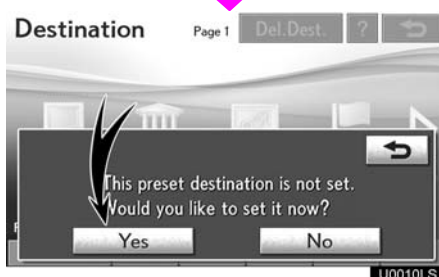 Destination Page 1 Del.Dest. ?
This preset destination is not set.
Would you like to set it now?
Yes No
U0010LS